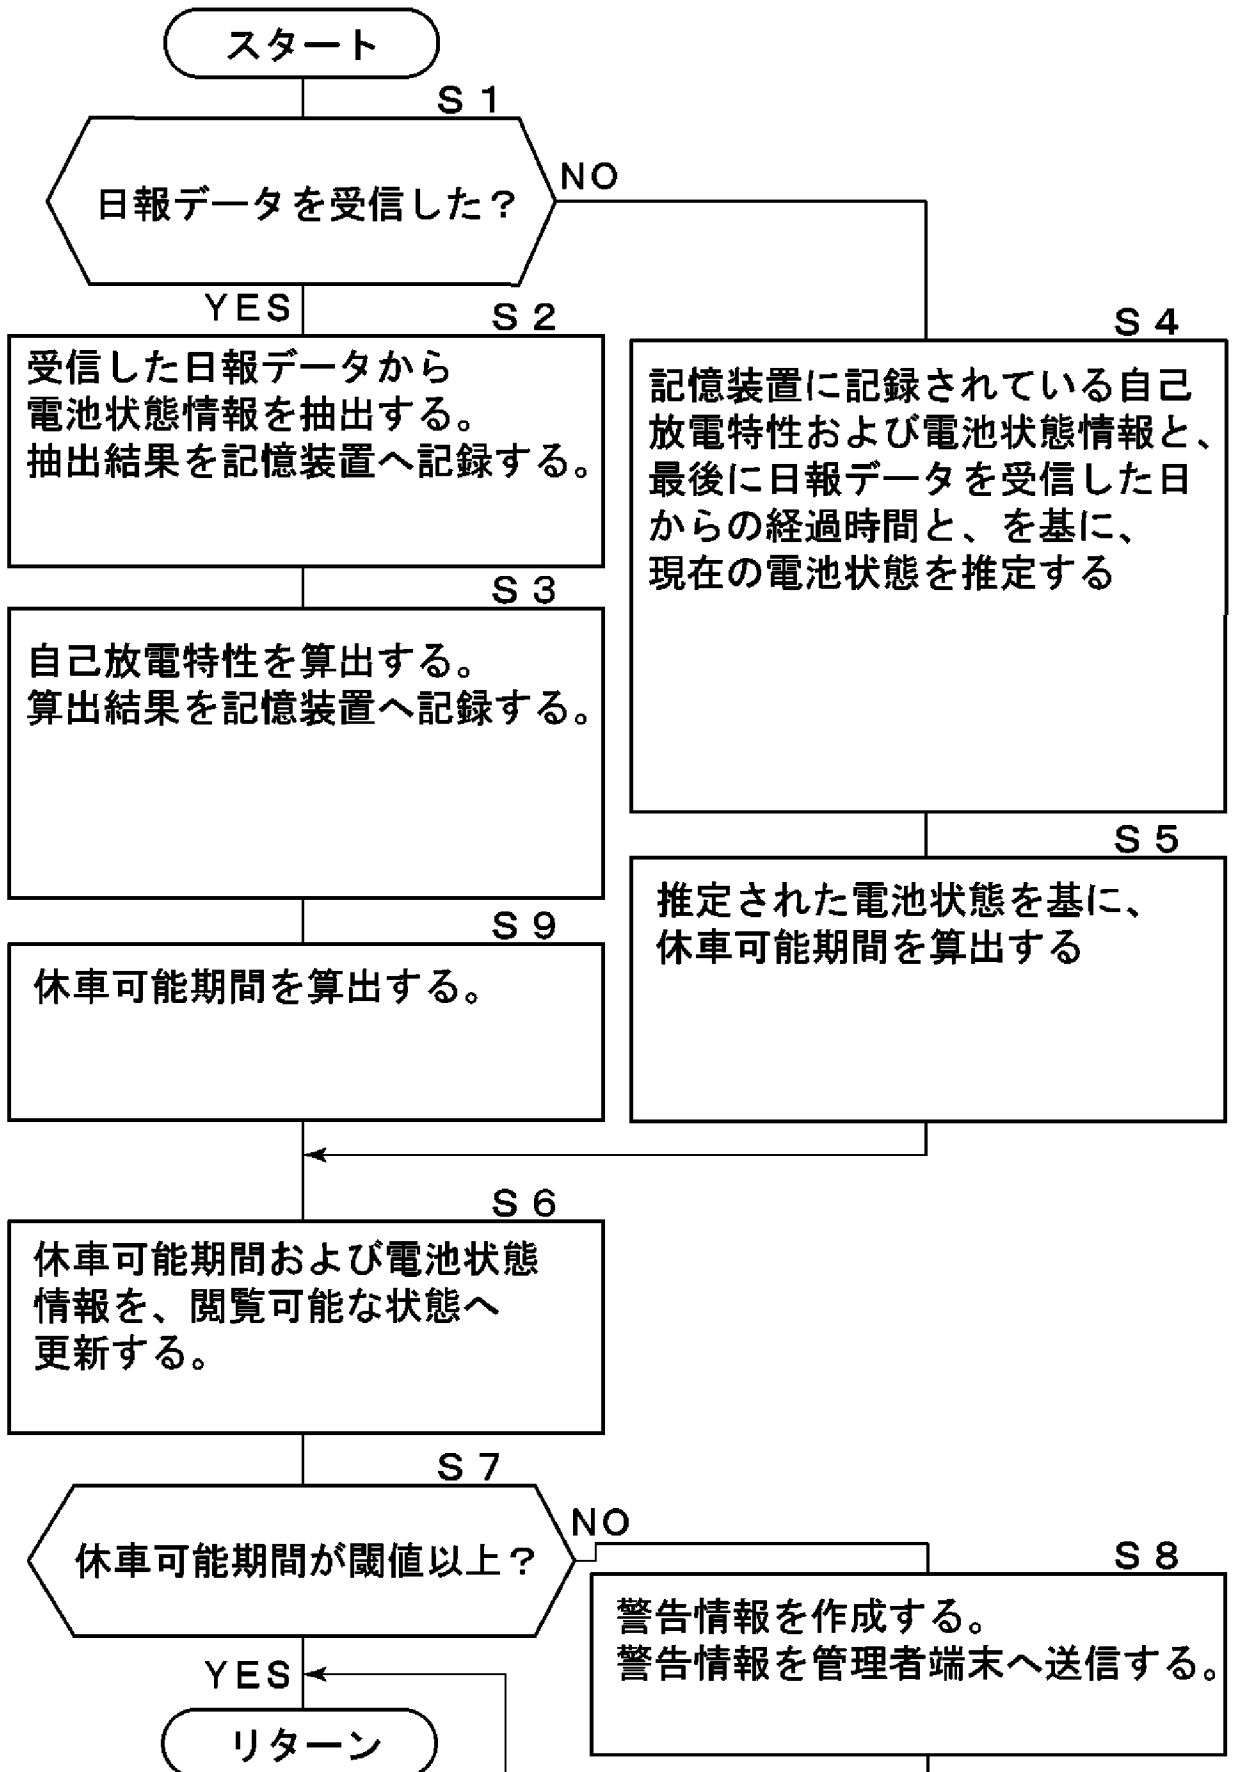 スタート
S1
日報データを受信した?
NO
YES
S2
受信した日報データから
電池状態情報を抽出する。
抽出結果を記憶装置へ記録する。
S4
記憶装置に記録されている自己
放電特性および電池状態情報と、
最後に日報データを受信した日
からの経過時間と、を基に、
現在の電池状態を推定する
S3
自己放電特性を算出する。
算出結果を記憶装置へ記録する。
S5
推定された電池状態を基に、
休車可能期間を算出する
S9
休車可能期間を算出する。
S6
休車可能期間および電池状態
情報を、閲覧可能な状態へ
更新する。
S7
休車可能期間が閾値以上?
NO
S8
警告情報を作成する。
警告情報を管理者端末へ送信する。
YES
リターン